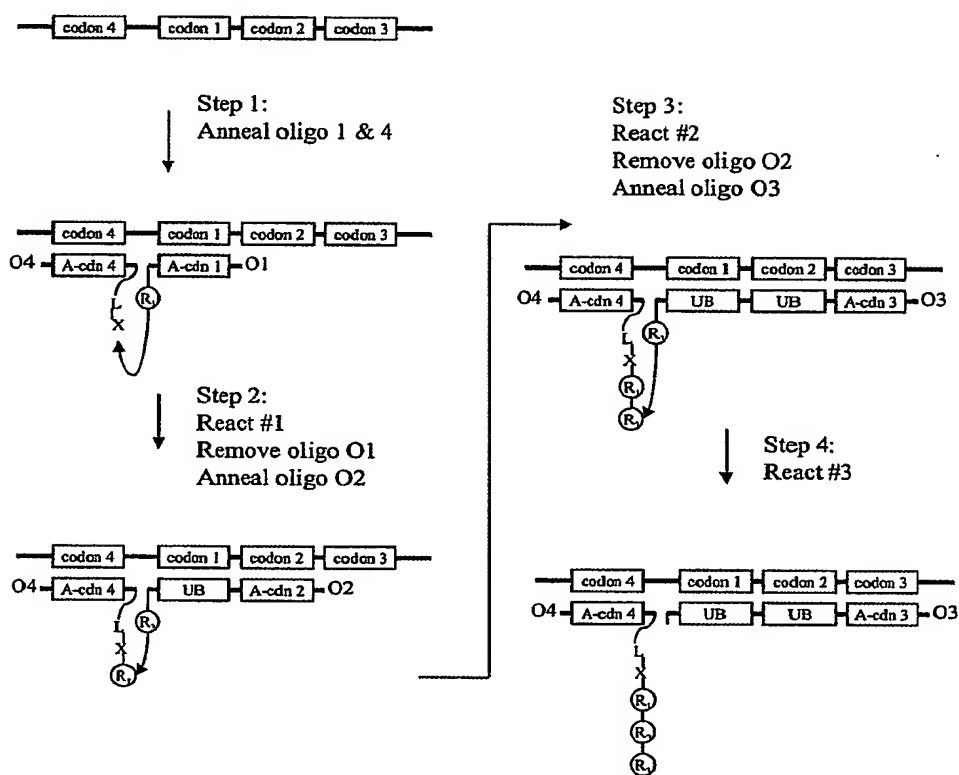 codon 4 codon 1 codon 2 codon 3
Step 1:
Anneal oligo 1 & 4
codon 4 codon 1 codon 2 codon 3
O4 A-cdn 4 A-cdn 1 O1
R₁
L
X
Step 2:
React #1
Remove oligo O1
Anneal oligo O2
codon 4 codon 1 codon 2 codon 3
O4 A-cdn 4 UB A-cdn 2 O2
L R
X
R₁
Step 3:
React #2
Remove oligo O2
Anneal oligo O3
codon 4 codon 1 codon 2 codon 3
O4 A-cdn 4 UB UB A-cdn 3 O3
L R
X
R
R
Step 4:
React #3
codon 4 codon 1 codon 2 codon 3
O4 A-cdn 4 UB UB A-cdn 3 O3
L
X
R
R
R